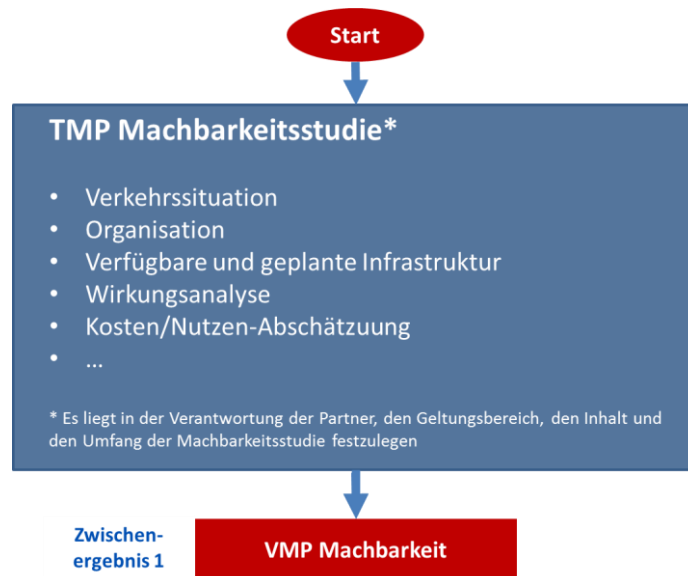 Start
TMP Machbarkeitsstudie*
• Verkehrssituation
• Organisation
• Verfügbare und geplante Infrastruktur
• Wirkungsanalyse
• Kosten/Nutzen-Abschätzuung
• ...
* Es liegt in der Verantwortung der Partner, den Geltungsbereich, den Inhalt und
den Umfang der Machbarkeitsstudie festzulegen
Zwischen-
ergebnis 1
VMP Machbarkeit